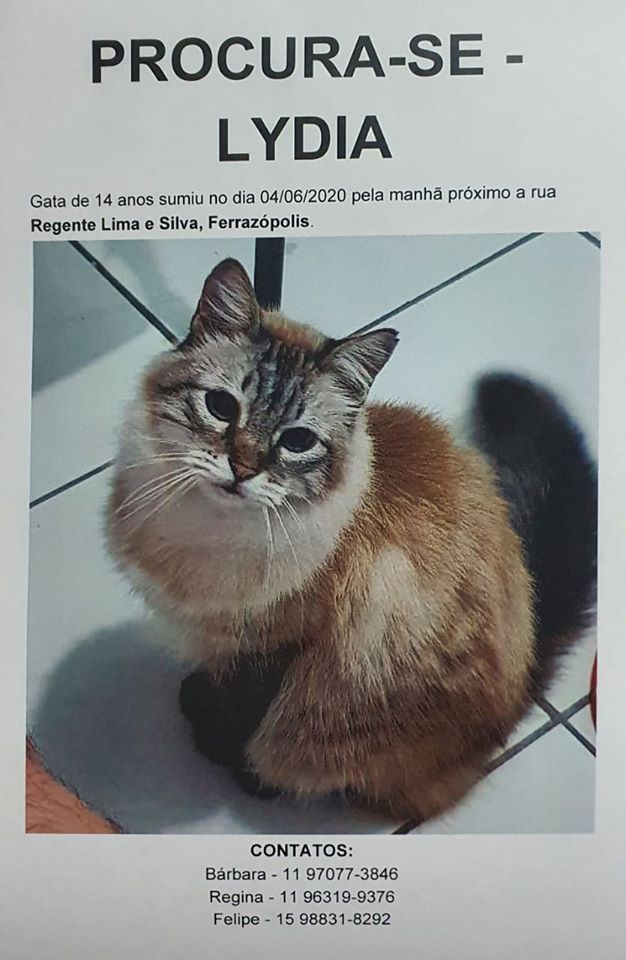 PROCURA-SE -
LYDIA
Gata de 14 anos sumiu no dia 04/06/2020 pela manhã próximo a rua
Regente Lima e Silva, Ferrazópolis.
CONTATOS:
Bárbara - 11 97077-3846
Regina - 11 96319-9376
Felipe - 15 98831-8292